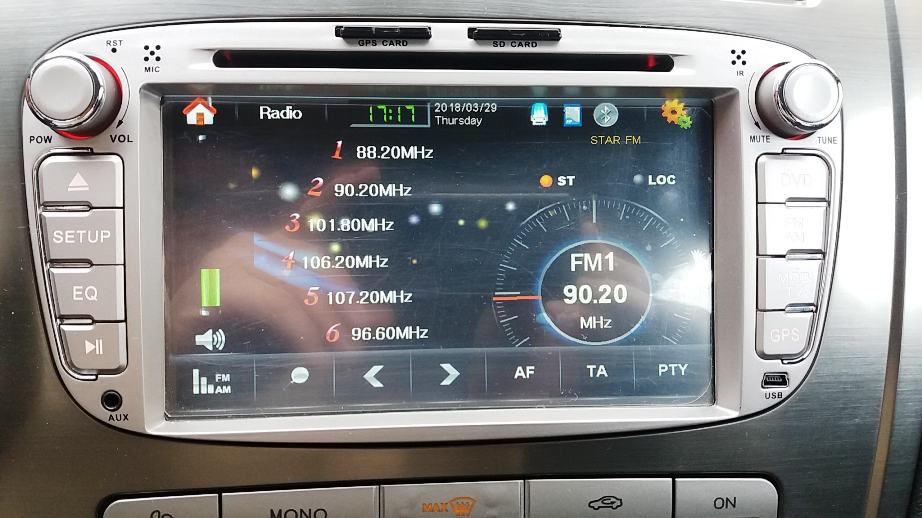 GPS CARD
SD CARD
RST
MIC
IR
POW
VOL
MUTE
TUNE
Radio
17:17
2018/03/29
Thursday
STAR FM
1 88.20MHz
2 90.20MHz
3 101.80MHz
4 106.20MHz
5 107.20MHz
6 96.60MHz
ST
LOC
FM1
90.20
MHz
SETUP
EQ
DVD
FM
AM
GPS
FM
AM
AF
TA
PTY
AUX
USB
MONO
MAX
ON